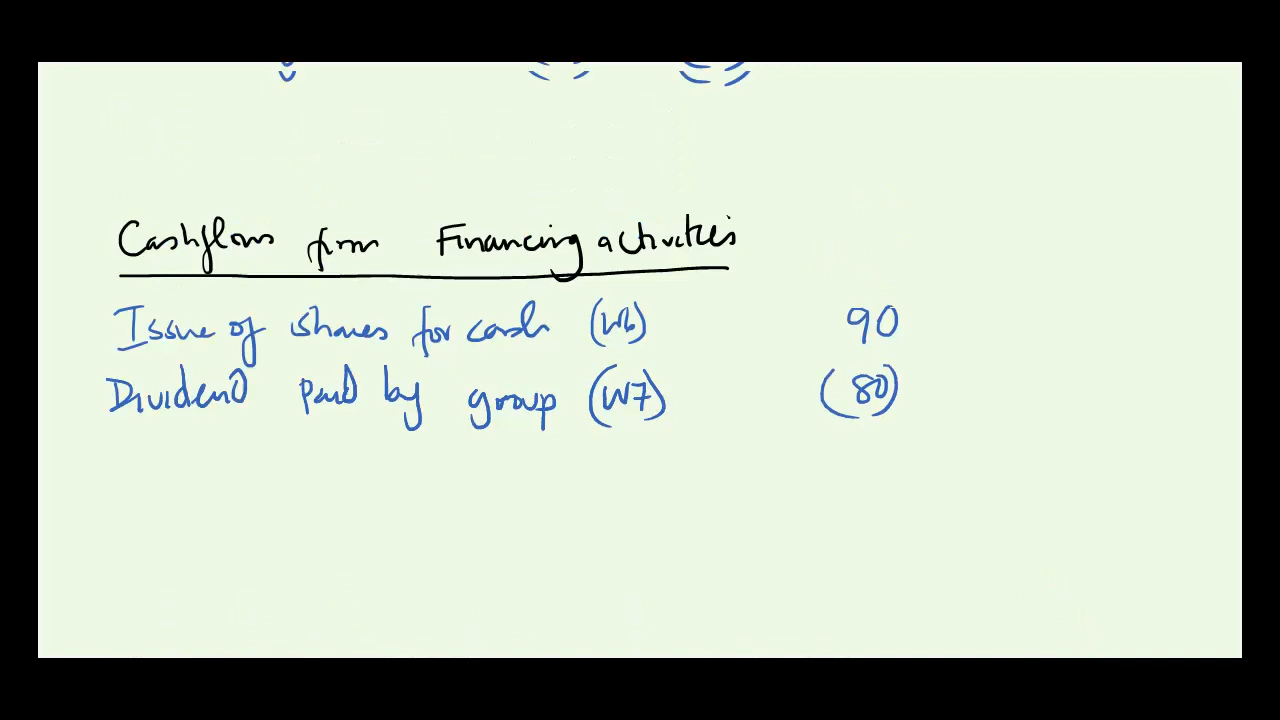 Cashflows from Financing activities
Issue of shares for cash (W6) 90
Dividend paid by group (W7) (80)